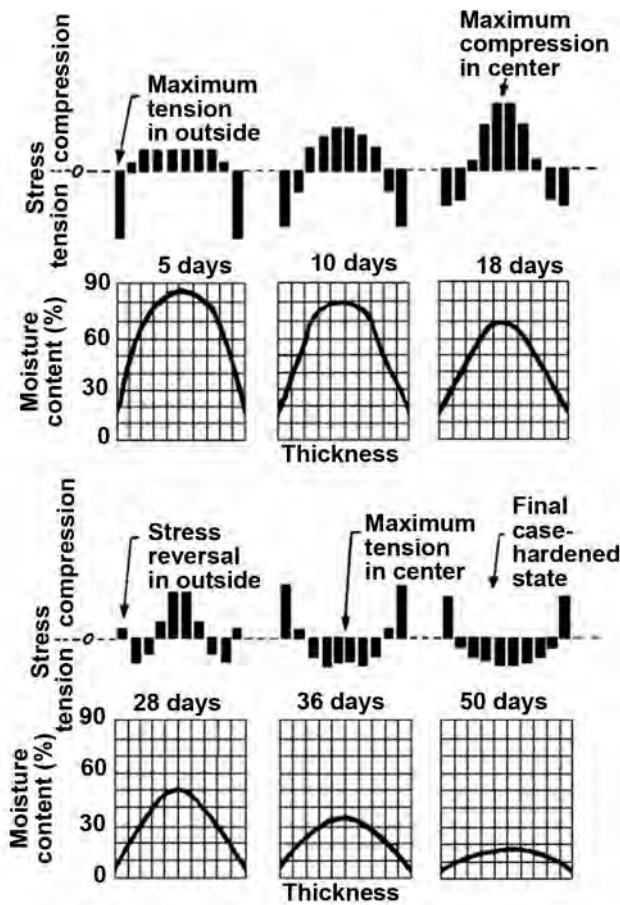 Maximum
tension
in outside
Maximum
compression
in center
Stress
tension compression
0
5 days
10 days
18 days
Moisture
content (%)
90
60
30
0
Thickness
Stress
reversal
in outside
Maximum
tension
in center
Final
case-
hardened
state
Stress
tension compression
0
28 days
36 days
50 days
Moisture
content (%)
90
60
30
0
Thickness